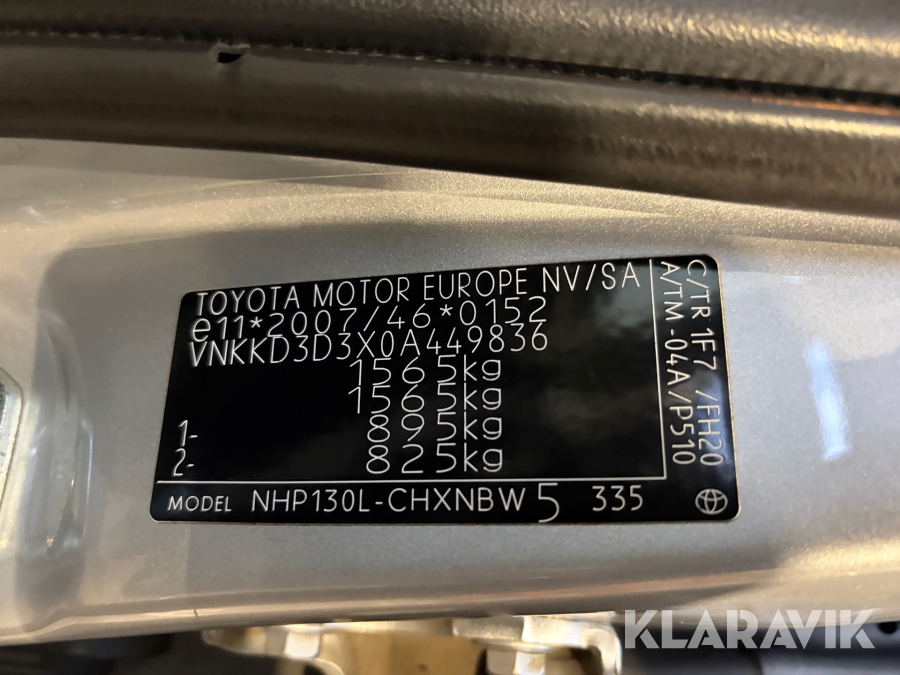 TOYOTA MOTOR EUROPE NV/SA
e11*2007/46*0152
VNKKD3D3X0A449836
1565kg
1565kg
1- 895kg
2- 825kg
MODEL NHP130L-CHXNBW 5 335
C/TR 1F7 /FH20
A/TM -04A/P510
KLARAVIK